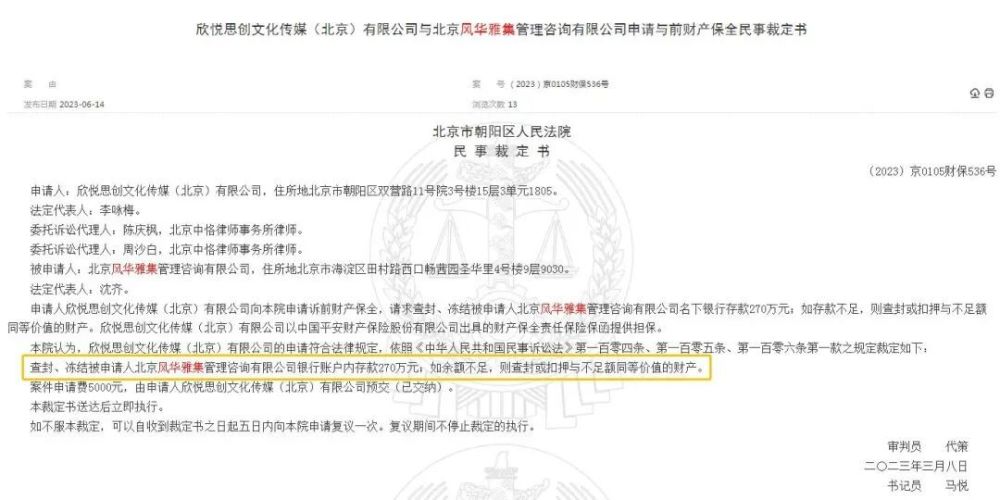 欣悦思创文化传媒（北京）有限公司与北京风华雅集管理咨询有限公司申请与前财产保全民事裁定书
案 由
案 号 （2023）京0105财保536号
发布日期 2023-06-14
浏览次数 13
北京市朝阳区人民法院
民 事 裁 定 书
（2023）京0105财保536号
申请人：欣悦思创文化传媒（北京）有限公司，住所地北京市朝阳区双营路11号院3号楼15层3单元1805。
法定代表人：李咏梅。
委托诉讼代理人：陈庆枫，北京中恪律师事务所律师。
委托诉讼代理人：周沙白，北京中恪律师事务所律师。
被申请人：北京风华雅集管理咨询有限公司，住所地北京市海淀区田村路西口畅茜园圣华里4号楼9层9030。
法定代表人：沈齐。
申请人欣悦思创文化传媒（北京）有限公司向本院申请诉前财产保全，请求查封、冻结被申请人北京风华雅集管理咨询有限公司名下银行存款270万元；如存款不足，则查封或扣押与不足额
同等价值的财产。欣悦思创文化传媒（北京）有限公司以中国平安财产保险股份有限公司出具的财产保全责任保险保函提供担保。
本院认为，欣悦思创文化传媒（北京）有限公司的申请符合法律规定，依照《中华人民共和国民事诉讼法》第一百零四条、第一百零五条、第一百零六条第一款之规定裁定如下：
查封、冻结被申请人北京风华雅集管理咨询有限公司银行账户内存款270万元；如余额不足，则查封或扣押与不足额同等价值的财产。
案件申请费5000元，由申请人欣悦思创文化传媒（北京）有限公司预交（已交纳）。
本裁定书送达后立即执行。
如不服本裁定，可以自收到裁定书之日起五日内向本院申请复议一次。复议期间不停止裁定的执行。
审判员 代策
二〇二三年三月八日
书记员 马悦